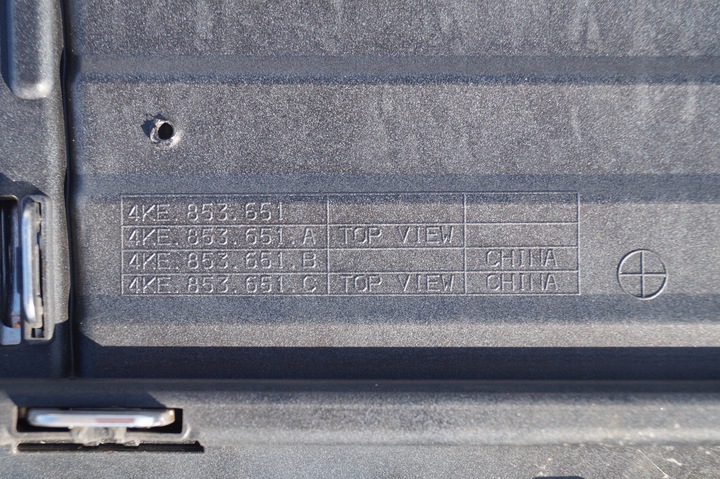 4KE.853.651
4KE.853.651.A TOP VIEW
4KE.853.651.B CHINA
4KE.853.651.C TOP VIEW CHINA